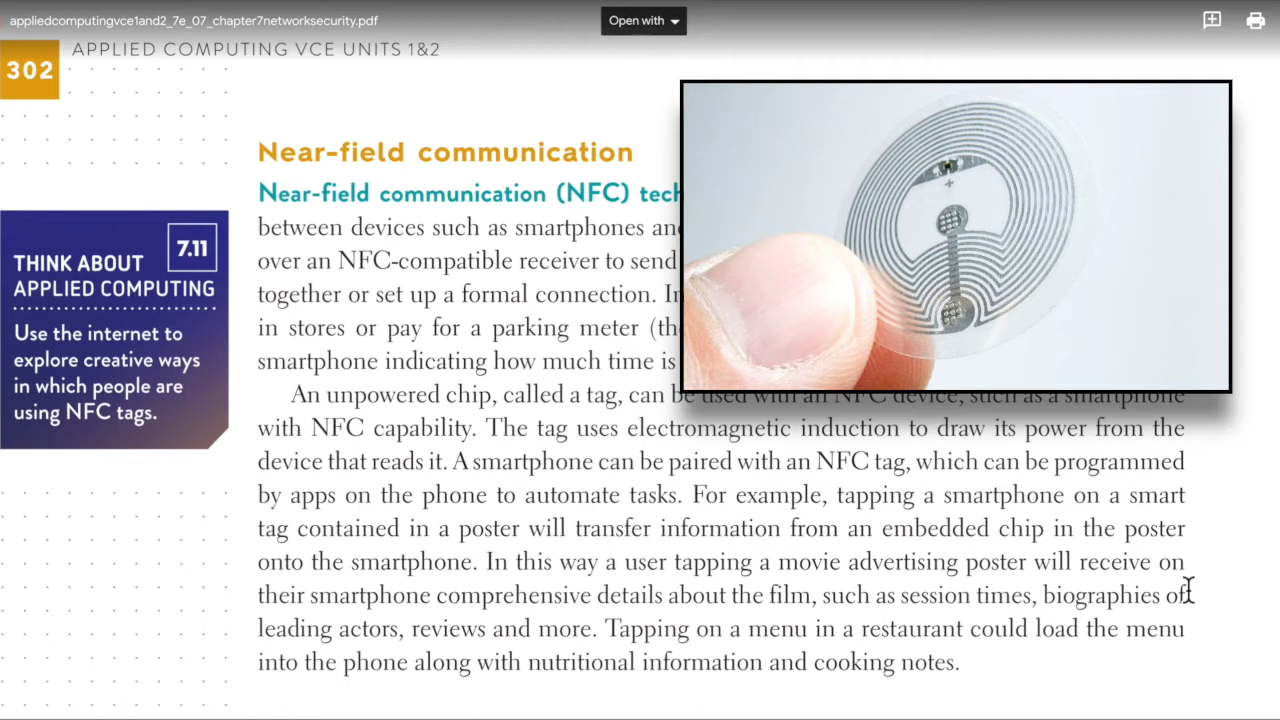 appliedcomputingvce1and2_7e_07_chapter7networksecurity.pdf
Open with
APPLIED COMPUTING VCE UNITS 1&2
302
Near-field communication
Near-field communication (NFC)
between devices such as smartphones
over an NFC-compatible receiver to send
together or set up a formal connection.
in stores or pay for a parking meter
smartphone indicating how much time is
An unpowered chip, called a tag, can be used with an NFC device, such as a smartphone
with NFC capability. The tag uses electromagnetic induction to draw its power from the
device that reads it. A smartphone can be paired with an NFC tag, which can be programmed
by apps on the phone to automate tasks. For example, tapping a smartphone on a smart
tag contained in a poster will transfer information from an embedded chip in the poster
onto the smartphone. In this way a user tapping a movie advertising poster will receive on
their smartphone comprehensive details about the film, such as session times, biographies of
leading actors, reviews and more. Tapping on a menu in a restaurant could load the menu
into the phone along with nutritional information and cooking notes.
7.11
THINK ABOUT
APPLIED COMPUTING
Use the internet to
explore creative ways
in which people are
using NFC tags.